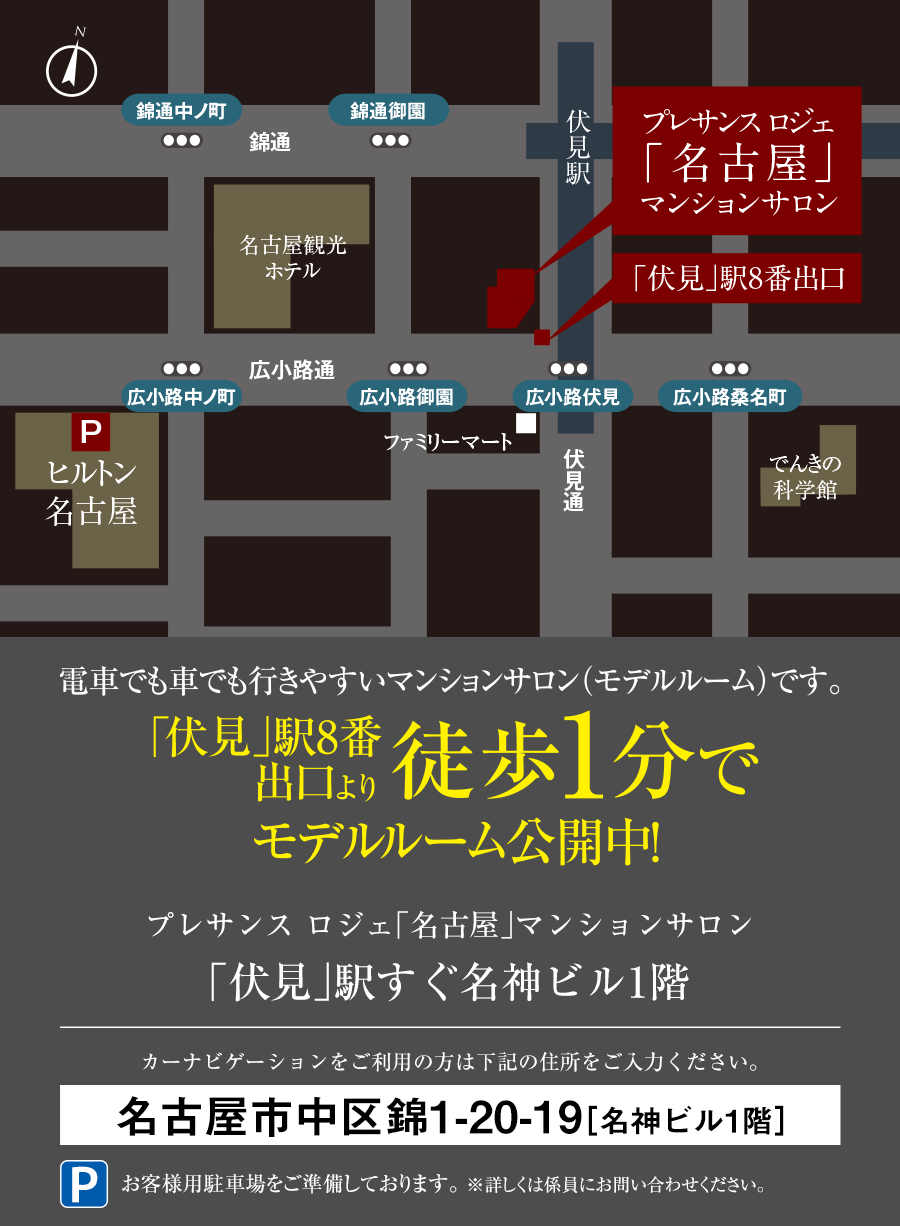 N
錦通中ノ町
錦通御園
錦通
伏見駅
プレサンス ロジェ
「名古屋」
マンションサロン
名古屋観光
ホテル
「伏見」駅8番出口
広小路通
広小路中ノ町
広小路御園
広小路伏見
広小路桑名町
P
ヒルトン
名古屋
ファミリーマート
伏見通
でんきの
科学館
電車でも車でも行きやすいマンションサロン(モデルルーム)です。
「伏見」駅8番
出口より
徒歩1分で
モデルルーム公開中!
プレサンス ロジェ「名古屋」マンションサロン
「伏見」駅すぐ名神ビル1階
カーナビゲーションをご利用の方は下記の住所をご入力ください。
名古屋市中区錦1-20-19[名神ビル1階]
P お客様用駐車場をご準備しております。※詳しくは係員にお問い合わせください。